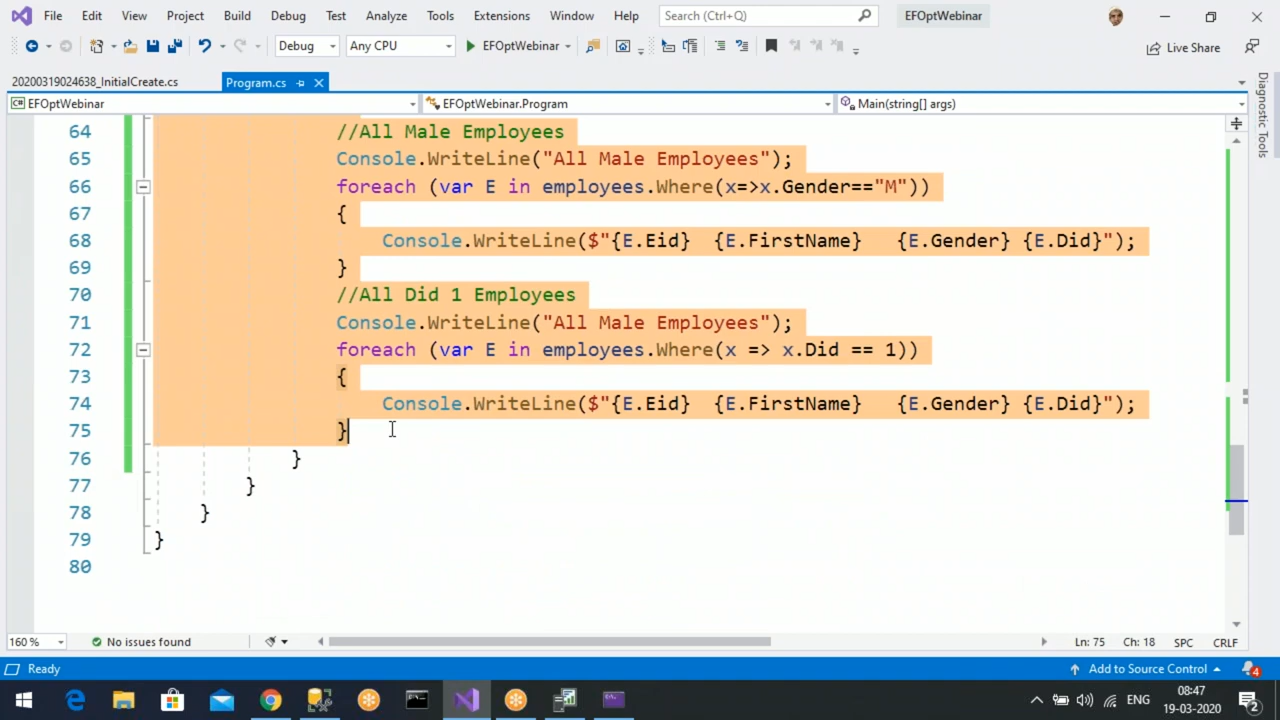 File Edit View Project Build Debug Test Analyze Tools Extensions Window Help Search (Ctrl+Q) EFOptWebinar
Debug Any CPU EFOptWebinar Live Share
20200319024638_InitialCreate.cs Program.cs
EFOptWebinar EFOptWebinar.Program Main(string[] args)
Diagnostic Tools
64 //All Male Employees
65 Console.WriteLine("All Male Employees");
66 foreach (var E in employees.Where(x=>x.Gender=="M"))
67 {
68 Console.WriteLine($"{E.Eid}  {E.FirstName}   {E.Gender} {E.Did}");
69 }
70 //All Did 1 Employees
71 Console.WriteLine("All Male Employees");
72 foreach (var E in employees.Where(x => x.Did == 1))
73 {
74 Console.WriteLine($"{E.Eid}  {E.FirstName}   {E.Gender} {E.Did}");
75 }
76 }
77 }
78 }
79 }
80
160 % No issues found Ln: 75 Ch: 18 SPC CRLF
Ready Add to Source Control 4
ENG 08:47 19-03-2020 2